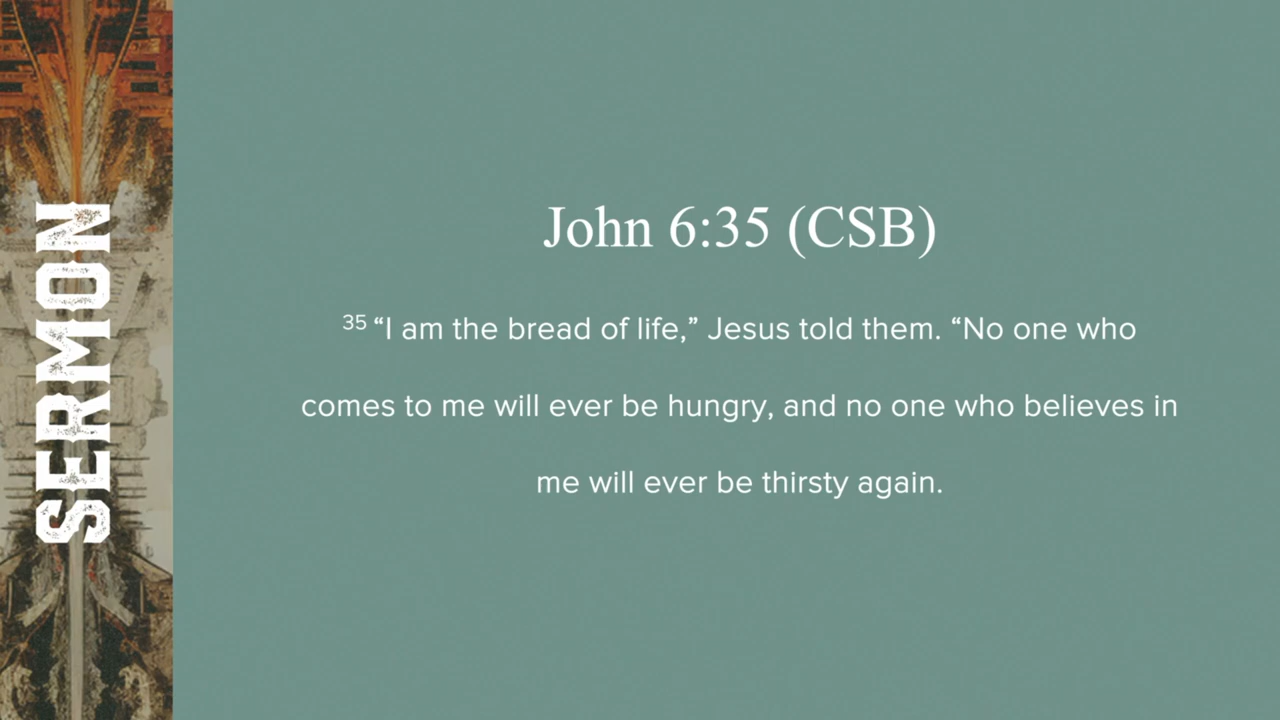 SERMON
John 6:35 (CSB)
35 “I am the bread of life,” Jesus told them. “No one who
comes to me will ever be hungry, and no one who believes in
me will ever be thirsty again.